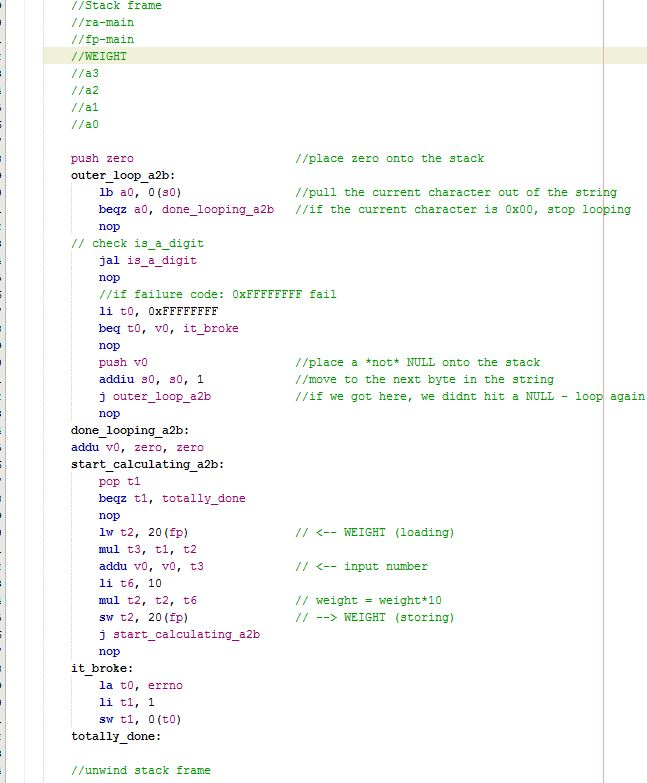 //Stack frame
//ra-main
//fp-main
//WEIGHT
//a3
//a2
//a1
//a0
push zero //place zero onto the stack
outer_loop_a2b:
lb a0, 0(s0) //pull the current character out of the string
beqz a0, done_looping_a2b //if the current character is 0x00, stop looping
nop
// check is_a_digit
jal is_a_digit
nop
//if failure code: 0xFFFFFFFF fail
li t0, 0xFFFFFFFF
beq t0, v0, it_broke
nop
push v0 //place a *not* NULL onto the stack
addiu s0, s0, 1 //move to the next byte in the string
j outer_loop_a2b //if we got here, we didnt hit a NULL - loop again
nop
done_looping_a2b:
addu v0, zero, zero
start_calculating_a2b:
pop t1
beqz t1, totally_done
nop
lw t2, 20(fp) // <-- WEIGHT (loading)
mul t3, t1, t2
addu v0, v0, t3 // <-- input number
li t6, 10
mul t2, t2, t6 // weight = weight*10
sw t2, 20(fp) // --> WEIGHT (storing)
j start_calculating_a2b
nop
it_broke:
la t0, errno
li t1, 1
sw t1, 0(t0)
totally_done:
//unwind stack frame